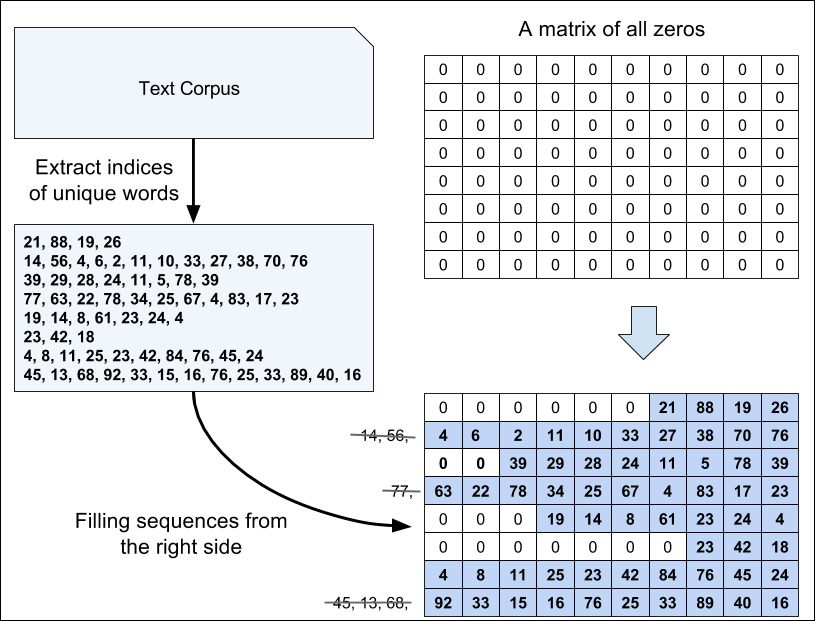 Text Corpus
Extract indices
of unique words
21, 88, 19, 26
14, 56, 4, 6, 2, 11, 10, 33, 27, 38, 70, 76
39, 29, 28, 24, 11, 5, 78, 39
77, 63, 22, 78, 34, 25, 67, 4, 83, 17, 23
19, 14, 8, 61, 23, 24, 4
23, 42, 18
4, 8, 11, 25, 23, 42, 84, 76, 45, 24
45, 13, 68, 92, 33, 15, 16, 76, 25, 33, 89, 40, 16
Filling sequences from
the right side
A matrix of all zeros
0 0 0 0 0 0 0 0 0 0
0 0 0 0 0 0 0 0 0 0
0 0 0 0 0 0 0 0 0 0
0 0 0 0 0 0 0 0 0 0
0 0 0 0 0 0 0 0 0 0
0 0 0 0 0 0 0 0 0 0
0 0 0 0 0 0 0 0 0 0
0 0 0 0 0 0 0 0 0 0
0 0 0 0 0 0 21 88 19 26
14, 56, 4 6 2 11 10 33 27 38 70 76
0 0 39 29 28 24 11 5 78 39
77, 63 22 78 34 25 67 4 83 17 23
0 0 0 19 14 8 61 23 24 4
0 0 0 0 0 0 0 23 42 18
4 8 11 25 23 42 84 76 45 24
45, 13, 68, 92 33 15 16 76 25 33 89 40 16